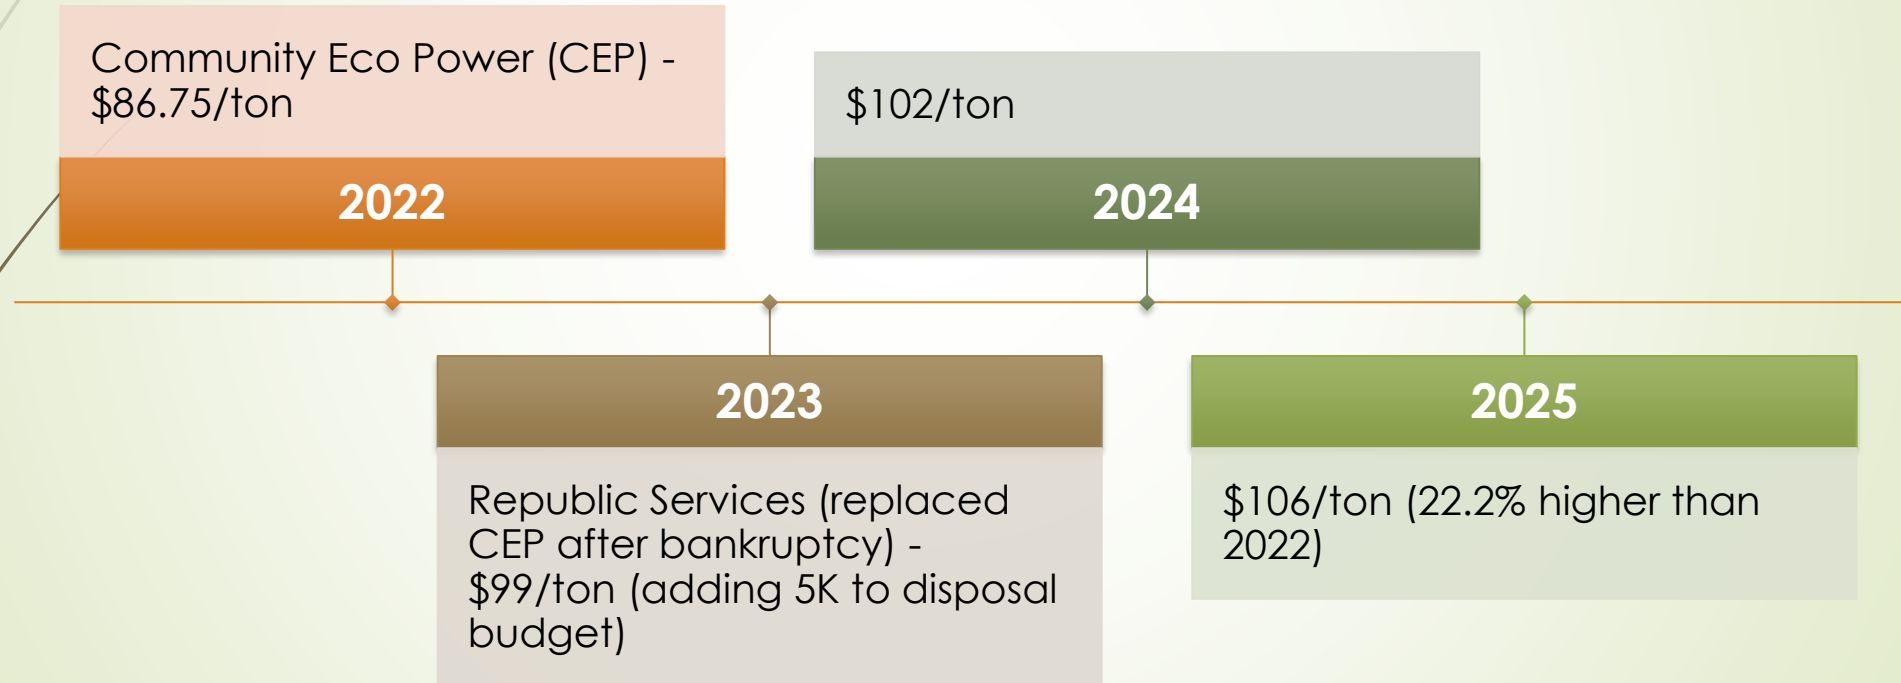 Community Eco Power (CEP) -
$86.75/ton
2022
2023
Republic Services (replaced
CEP after bankruptcy) -
$99/ton (adding 5K to disposal
budget)
$102/ton
2024
2025
$106/ton (22.2% higher than
2022)